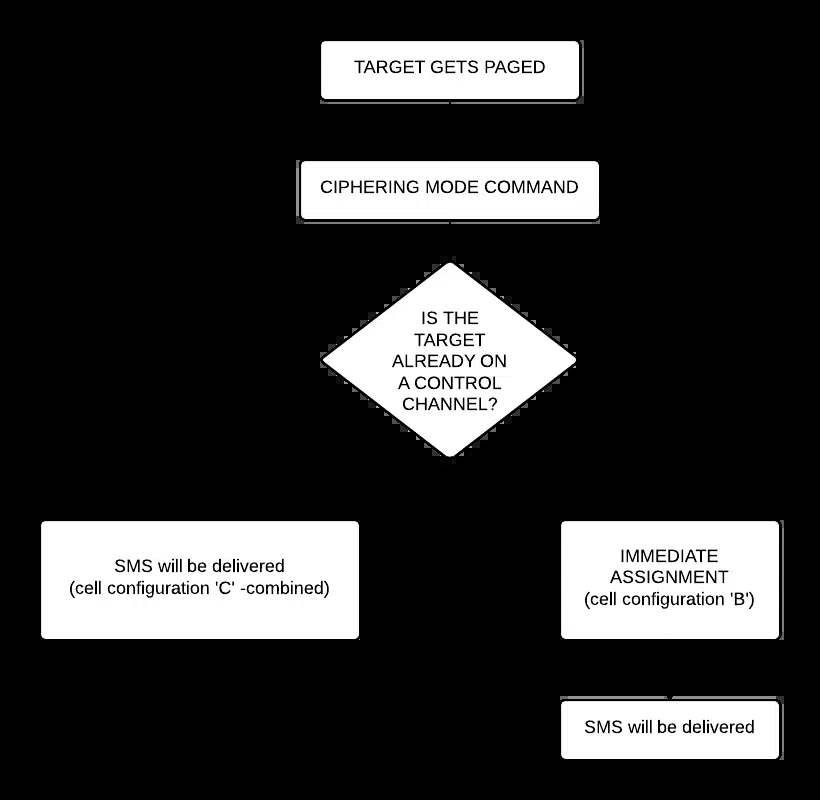 TARGET GETS PAGED
CIPHERING MODE COMMAND
IS THE
TARGET
ALREADY ON
A CONTROL
CHANNEL?
SMS will be delivered
(cell configuration 'C' -combined)
IMMEDIATE
ASSIGNMENT
(cell configuration 'B')
SMS will be delivered